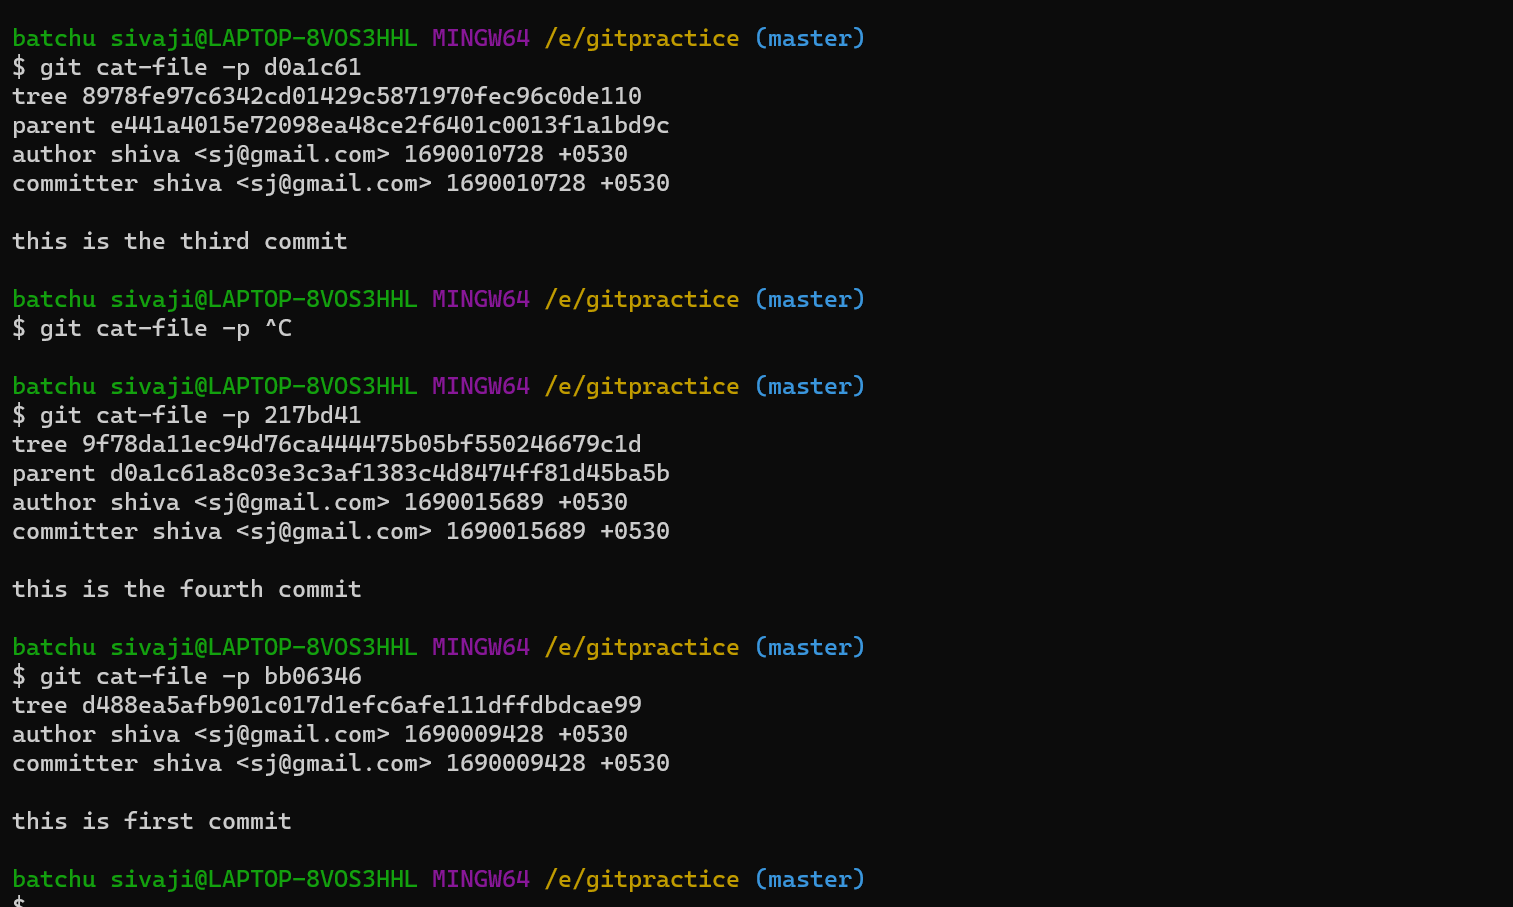 batchu sivaji@LAPTOP-8VOS3HHL MINGW64 /e/gitpractice (master)
$ git cat-file -p d0a1c61
tree 8978fe97c6342cd01429c5871970fec96c0de110
parent e441a4015e72098ea48ce2f6401c0013f1a1bd9c
author shiva <sj@gmail.com> 1690010728 +0530
committer shiva <sj@gmail.com> 1690010728 +0530
this is the third commit
batchu sivaji@LAPTOP-8VOS3HHL MINGW64 /e/gitpractice (master)
$ git cat-file -p ^C
batchu sivaji@LAPTOP-8VOS3HHL MINGW64 /e/gitpractice (master)
$ git cat-file -p 217bd41
tree 9f78da11ec94d76ca444475b05bf550246679c1d
parent d0a1c61a8c03e3c3af1383c4d8474ff81d45ba5b
author shiva <sj@gmail.com> 1690015689 +0530
committer shiva <sj@gmail.com> 1690015689 +0530
this is the fourth commit
batchu sivaji@LAPTOP-8VOS3HHL MINGW64 /e/gitpractice (master)
$ git cat-file -p bb06346
tree d488ea5afb901c017d1efc6afe111dffdbdcae99
author shiva <sj@gmail.com> 1690009428 +0530
committer shiva <sj@gmail.com> 1690009428 +0530
this is first commit
batchu sivaji@LAPTOP-8VOS3HHL MINGW64 /e/gitpractice (master)
$